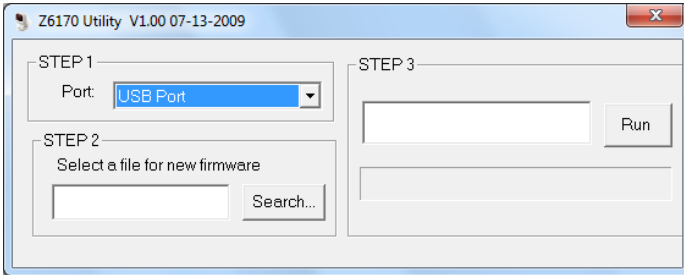 Z6170 Utility V1.00 07-13-2009
STEP 1
Port:
USB Port
STEP 2
Select a file for new firmware
Search...
STEP 3
Run